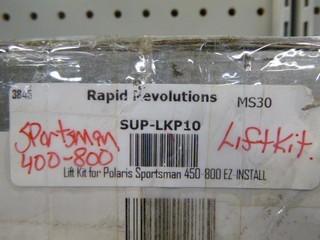 3845
Rapid Revolutions
MS30
SUP-LKP10
Sportsman
400-800
Lift Kit.
Lift Kit for Polaris Sportsman 450-800 EZ-INSTALL